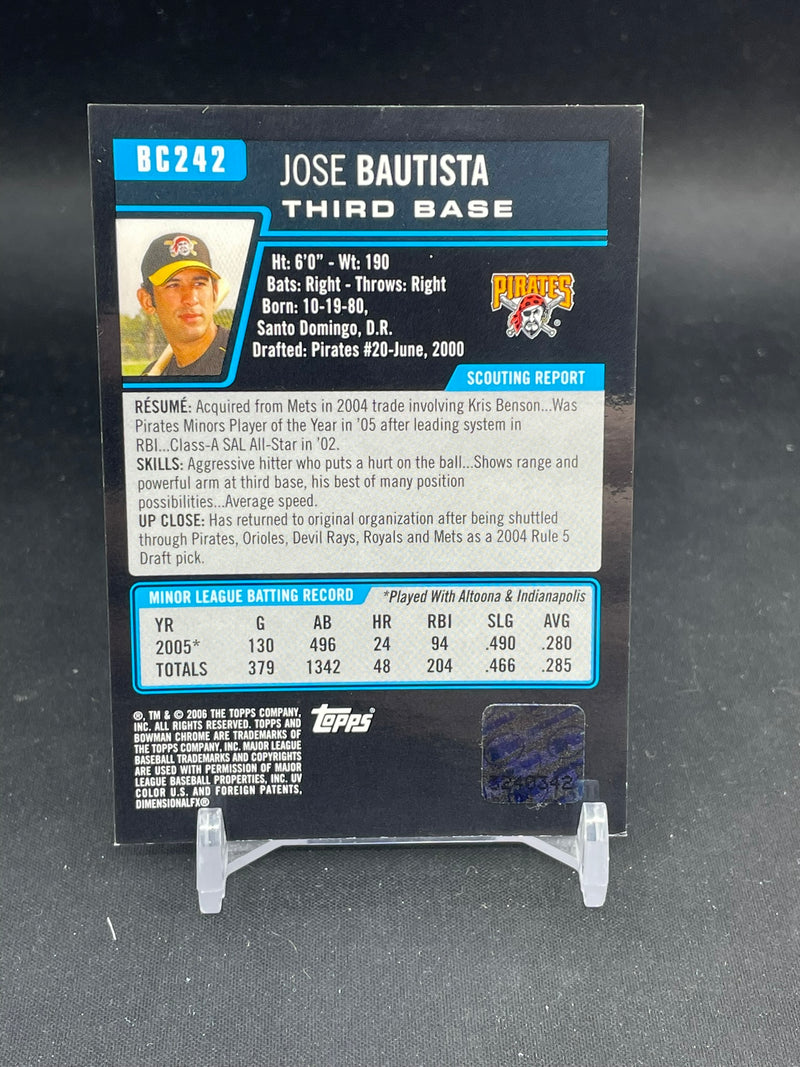 BC242
JOSE BAUTISTA
THIRD BASE
Ht: 6'0" - Wt: 190
Bats: Right - Throws: Right
Born: 10-19-80,
Santo Domingo, D.R.
Drafted: Pirates #20-June, 2000
PIRATES
®
SCOUTING REPORT
RÉSUMÉ: Acquired from Mets in 2004 trade involving Kris Benson...Was
Pirates Minors Player of the Year in '05 after leading system in
RBI...Class-A SAL All-Star in '02.
SKILLS: Aggressive hitter who puts a hurt on the ball...Shows range and
powerful arm at third base, his best of many position
possibilities...Average speed.
UP CLOSE: Has returned to original organization after being shuttled
through Pirates, Orioles, Devil Rays, Royals and Mets as a 2004 Rule 5
Draft pick.
MINOR LEAGUE BATTING RECORD *Played With Altoona & Indianapolis
YR G AB HR RBI SLG AVG
2005* 130 496 24 94 .490 .280
TOTALS 379 1342 48 204 .466 .285
®, TM & © 2006 THE TOPPS COMPANY,
INC. ALL RIGHTS RESERVED. TOPPS AND
BOWMAN CHROME ARE TRADEMARKS OF
THE TOPPS COMPANY, INC. MAJOR LEAGUE
BASEBALL TRADEMARKS AND COPYRIGHTS
ARE USED WITH PERMISSION OF MAJOR
LEAGUE BASEBALL PROPERTIES, INC. UV
COLOR U.S. AND FOREIGN PATENTS.
DIMENSIONALFX®
TOPPS®